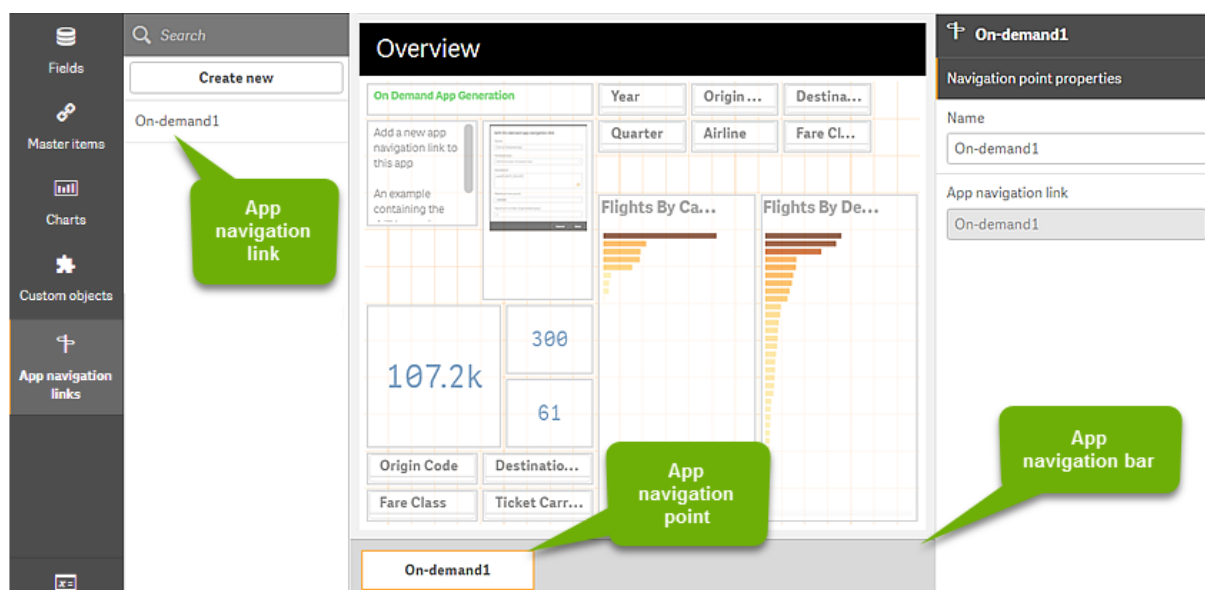 Fields
Master items
Charts
Custom objects
App navigation
links
x=
Search
Create new
On-demand1
App
navigation
link
Overview
On Demand App Generation
Add a new app
navigation link to
this app
An example
containing the
Year
Origin ...
Destina...
Quarter
Airline
Fare Cl...
Flights By Ca...
Flights By De...
107.2k
300
61
Origin Code
Destinatio...
Fare Class
Ticket Carr...
App
navigation
point
On-demand1
App
navigation bar
On-demand1
Navigation point properties
Name
On-demand1
App navigation link
On-demand1